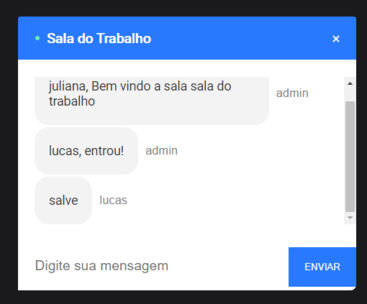 Sala do Trabalho ×
juliana, Bem vindo a sala sala do
trabalho
admin
lucas, entrou! admin
salve lucas
Digite sua mensagem ENVIAR